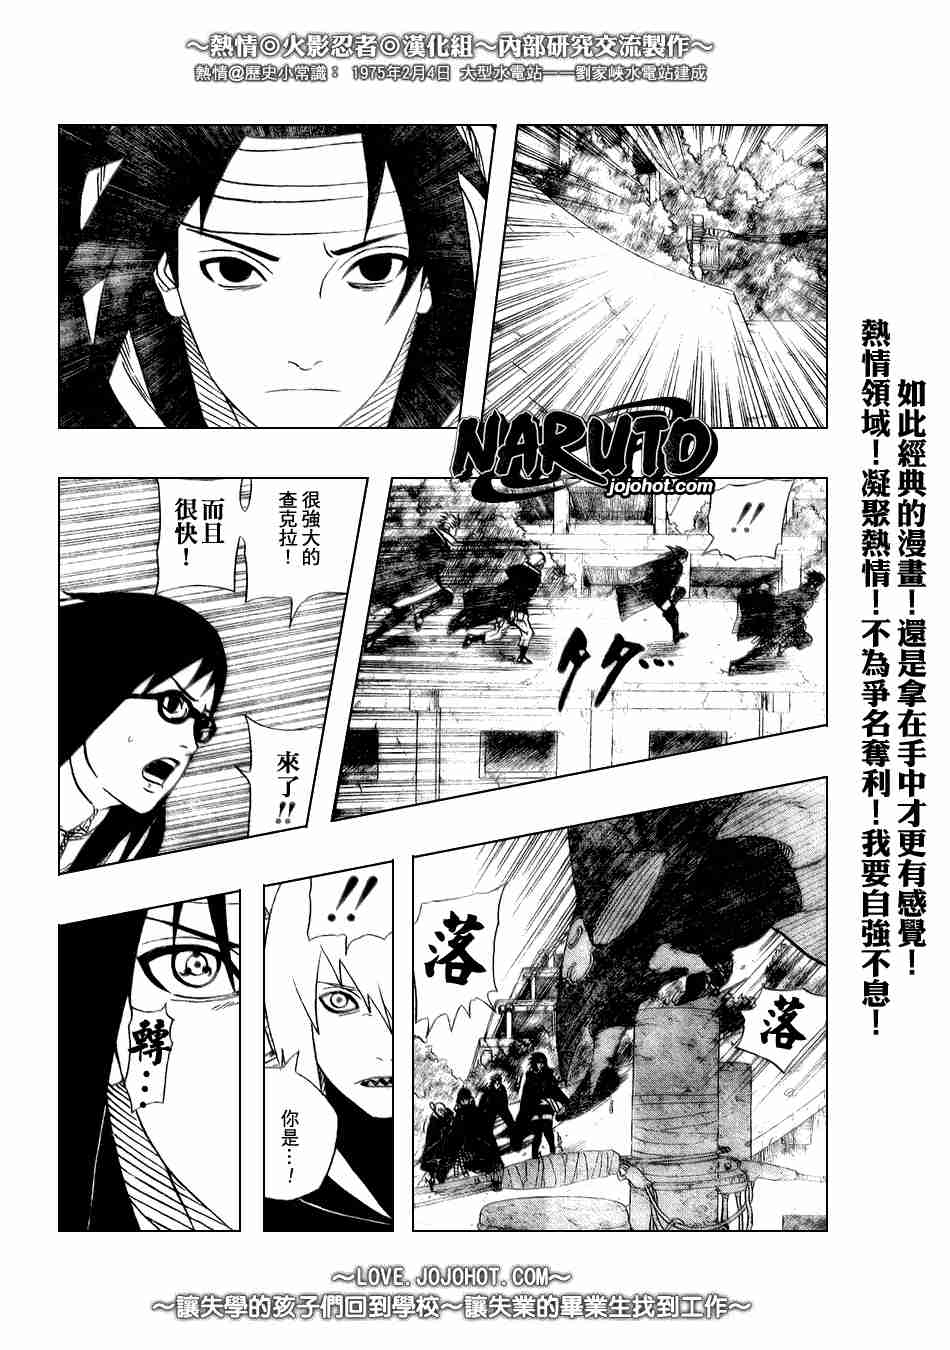 ～熱情◎火影忍者◎漢化組～內部研究交流製作～
熱情@歷史小常識： 1975年2月4日 大型水電站——劉家峽水電站建成
NARUTO
jojohot.com
!!
タタ…
很強大的
查克拉！
而且
很快！
來了!!
落
落
!!
你是…！
轉…
如此經典的漫畫！還是拿在手中才更有感覺！
熱情領域！凝聚熱情！不為爭名奪利！我要自強不息！
～LOVE.JOJOHOT.COM～
～讓失學的孩子們回到學校～讓失業的畢業生找到工作～